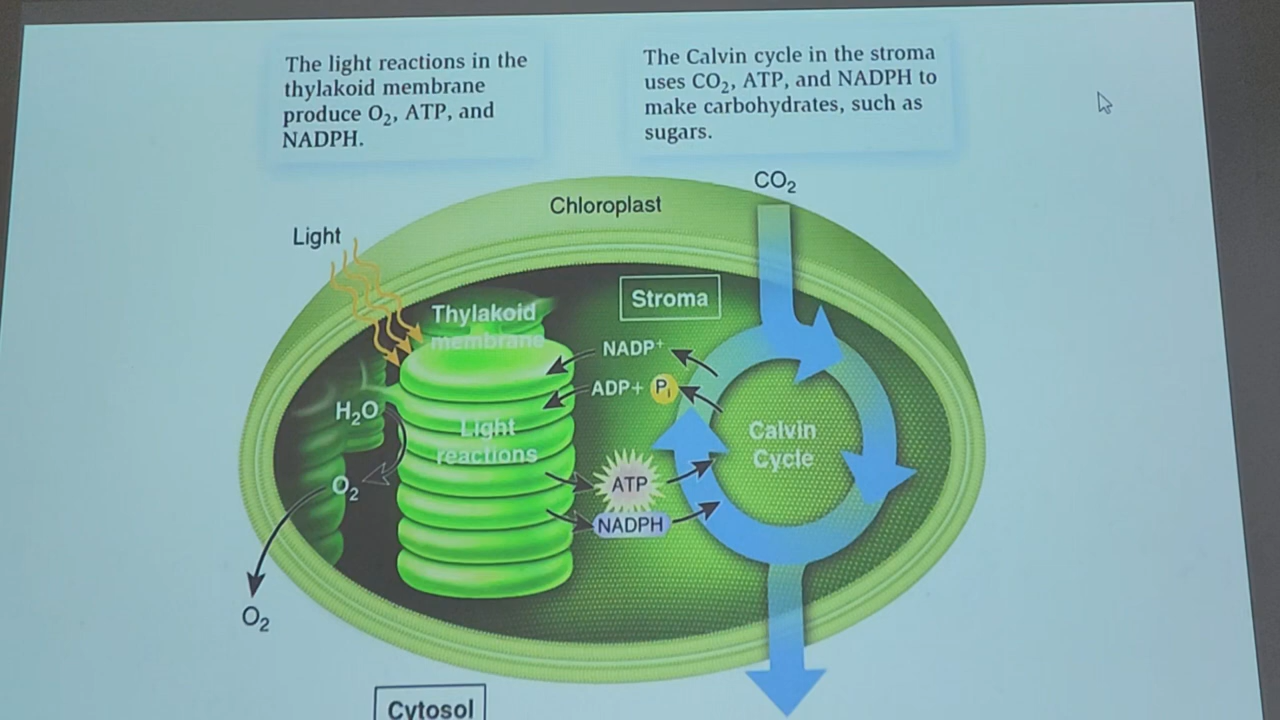 The light reactions in the
thylakoid membrane
produce O₂, ATP, and
NADPH.
The Calvin cycle in the stroma
uses CO₂, ATP, and NADPH to
make carbohydrates, such as
sugars.
CO₂
Chloroplast
Light
Stroma
Thylakoid
membrane
NADP⁺
ADP+ Pᵢ
H₂O
Light
reactions
Calvin
Cycle
O₂
ATP
NADPH
O₂
Cytosol